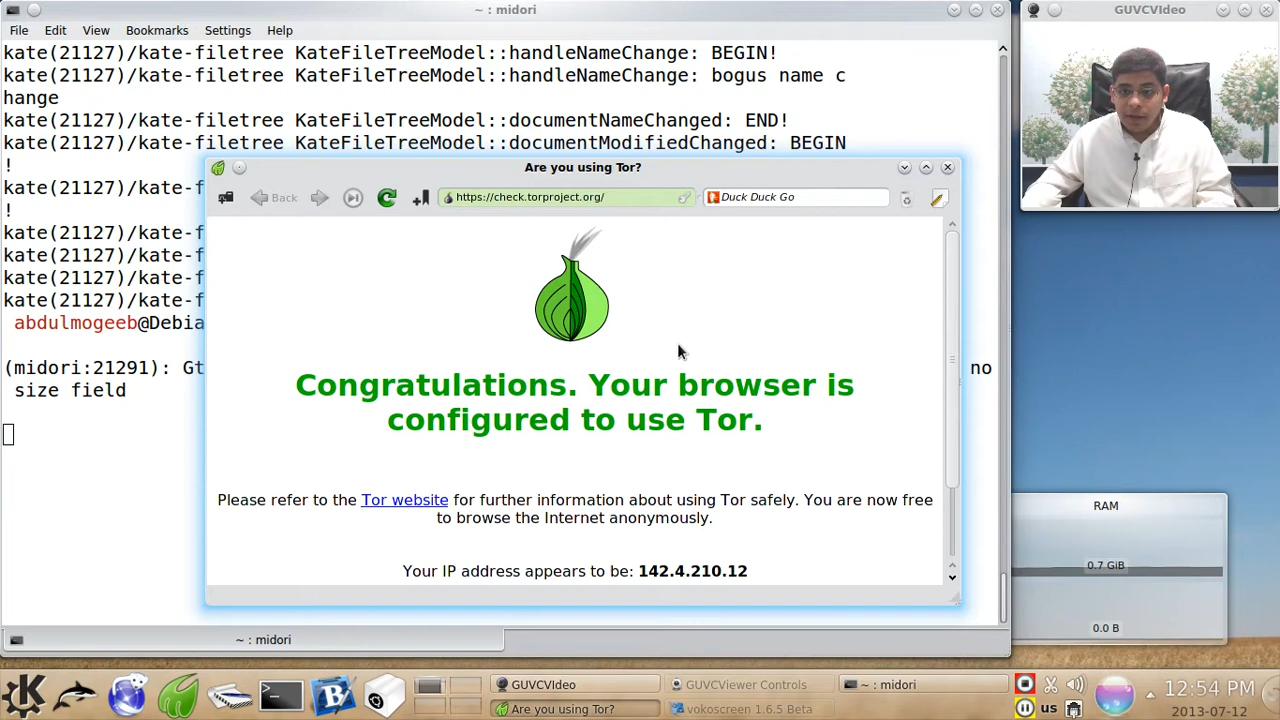 ~ : midori
File Edit View Bookmarks Settings Help
kate(21127)/kate-filetree KateFileTreeModel::handleNameChange: BEGIN!
kate(21127)/kate-filetree KateFileTreeModel::handleNameChange: bogus name c
hange
kate(21127)/kate-filetree KateFileTreeModel::documentNameChanged: END!
kate(21127)/kate-filetree KateFileTreeModel::documentModifiedChanged: BEGIN
!
kate(21127)/kate-f
!
kate(21127)/kate-f
kate(21127)/kate-f
kate(21127)/kate-f
kate(21127)/kate-f
abdulmogeeb@Debia
(midori:21291): Gt no
size field
~ : midori
Are you using Tor?
Back https://check.torproject.org/ Duck Duck Go
Congratulations. Your browser is
configured to use Tor.
Please refer to the Tor website for further information about using Tor safely. You are now free
to browse the Internet anonymously.
Your IP address appears to be: 142.4.210.12
GUVCVIdeo
RAM
0.7 GiB
0.0 B
GUVCVIdeo GUVCViewer Controls ~ : midori
Are you using Tor? vokoscreen 1.6.5 Beta
us
12:54 PM
2013-07-12